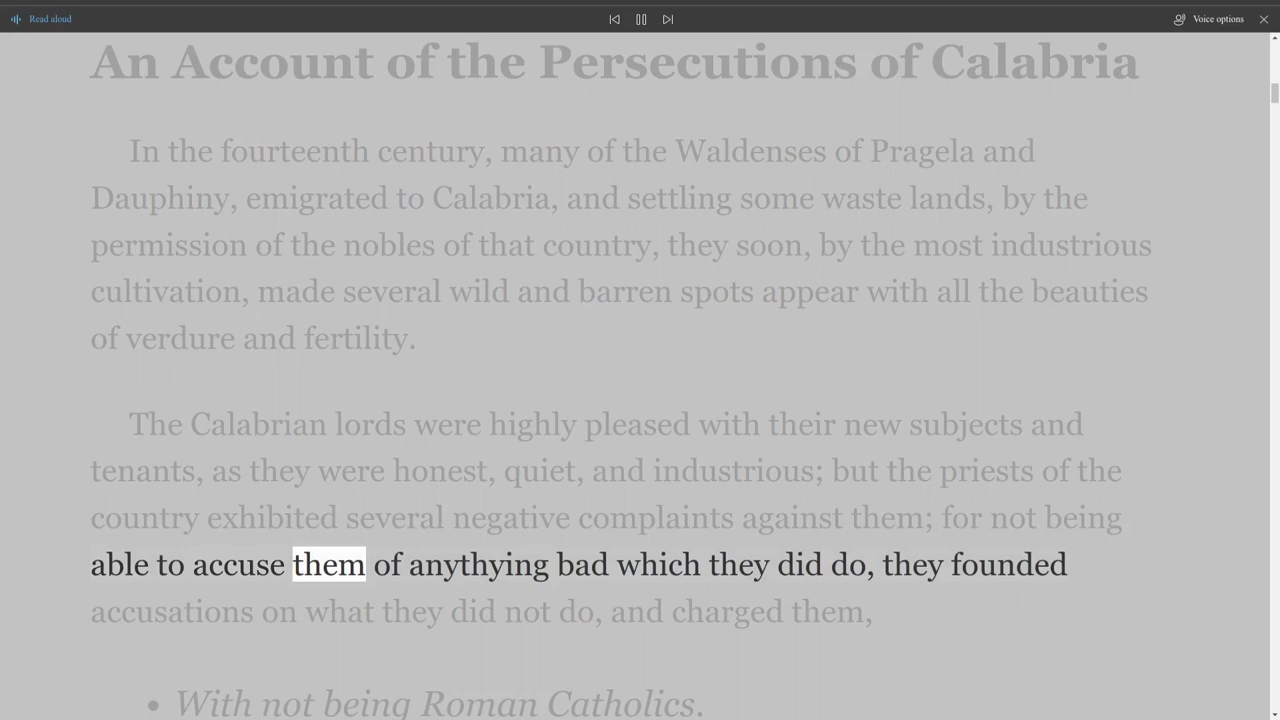 Read aloud
Voice options
An Account of the Persecutions of Calabria
In the fourteenth century, many of the Waldenses of Pragela and
Dauphiny, emigrated to Calabria, and settling some waste lands, by the
permission of the nobles of that country, they soon, by the most industrious
cultivation, made several wild and barren spots appear with all the beauties
of verdure and fertility.
The Calabrian lords were highly pleased with their new subjects and
tenants, as they were honest, quiet, and industrious; but the priests of the
country exhibited several negative complaints against them; for not being
able to accuse them of anythying bad which they did do, they founded
accusations on what they did not do, and charged them,
• With not being Roman Catholics.